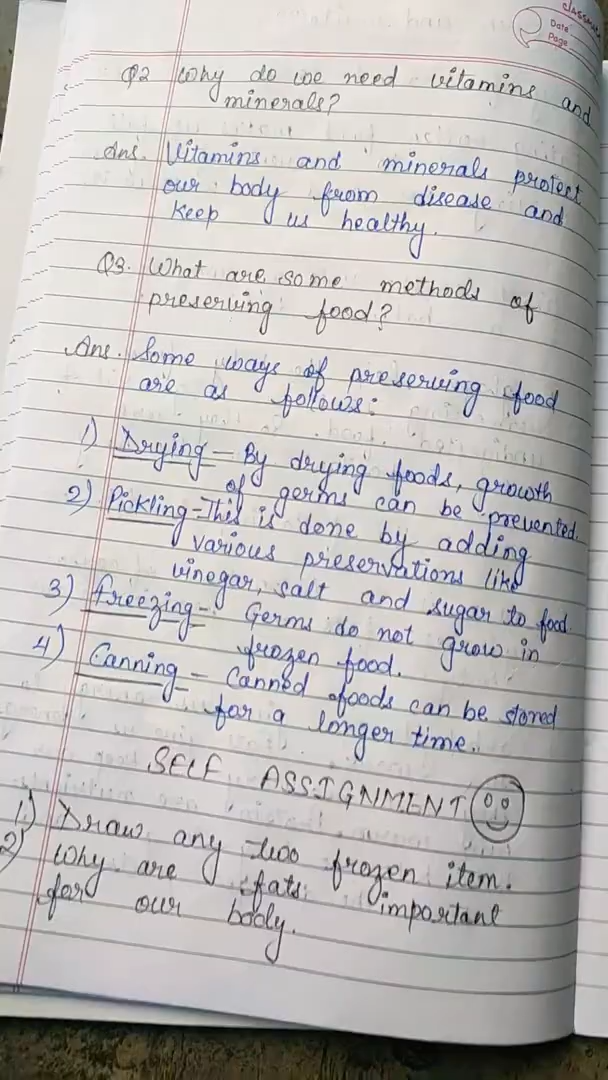 CLASSMATE
Date
Page
Q2 Why do we need vitamins and
minerals?
Ans. Vitamins and minerals protect
our body from disease and
keep us healthy.
Q3. What are some methods of
preserving food?
Ans. Some ways of preserving food
are as follows:
1) Drying - By drying foods, growth
of germs can be prevented.
2) Pickling - This is done by adding
various preservations like
vinegar, salt and sugar to food.
3) freezing - Germs do not grow in
frozen food.
4) Canning - Canned foods can be stored
for a longer time.
SELF ASSIGNMENT
1.) Draw any two frozen item.
2) Why are fats important
for our body.